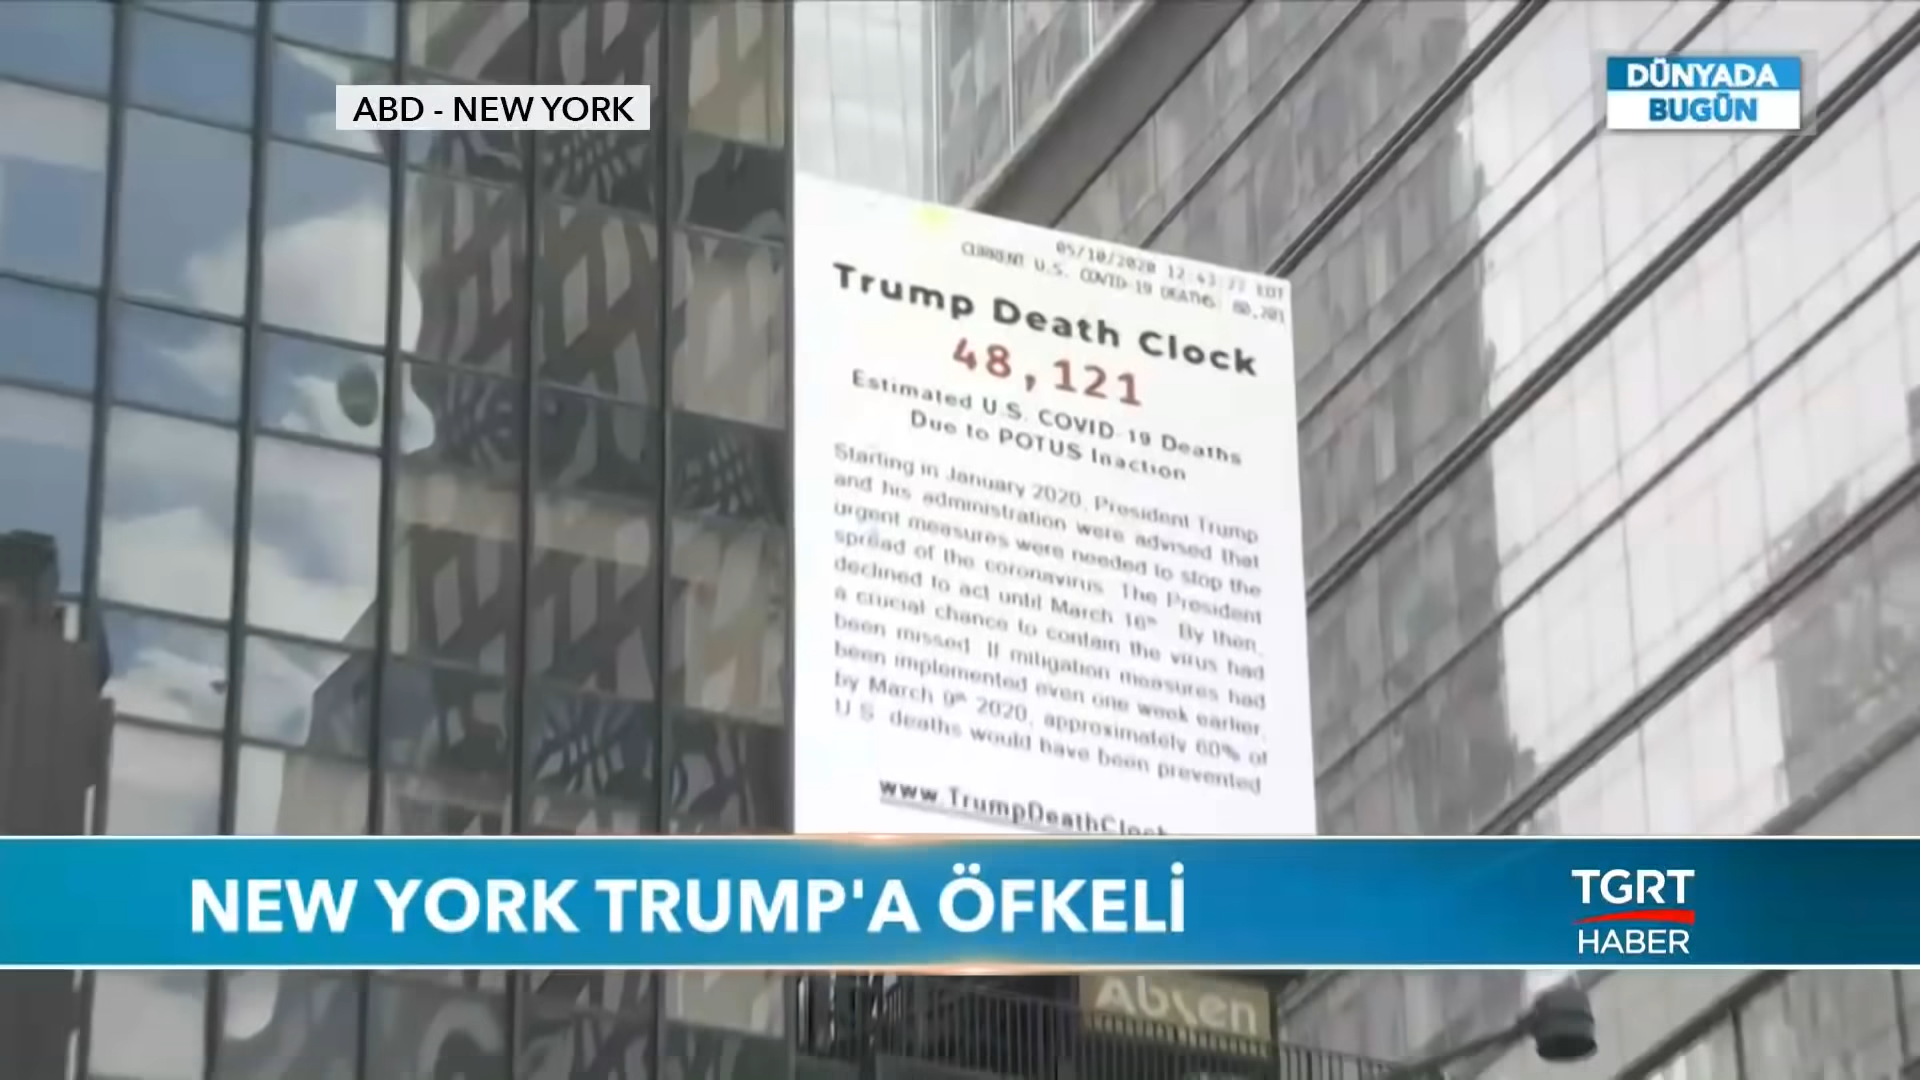 ABD - NEW YORK
DÜNYADA
BUGÜN
05/10/2020 12:43:27 EDT
CURRENT U.S. COVID-19 DEATHS: 80,201
Trump Death Clock
48,121
Estimated U.S. COVID-19 Deaths
Due to POTUS Inaction
Starting in January 2020, President Trump
and his administration were advised that
urgent measures were needed to stop the
spread of the coronavirus. The President
declined to act until March 16th. By then,
a crucial chance to contain the virus had
been missed. If mitigation measures had
been implemented even one week earlier,
by March 9th 2020, approximately 60% of
U.S. deaths would have been prevented
www.TrumpDeathClock
NEW YORK TRUMP'A ÖFKELİ
TGRT
HABER
Absen